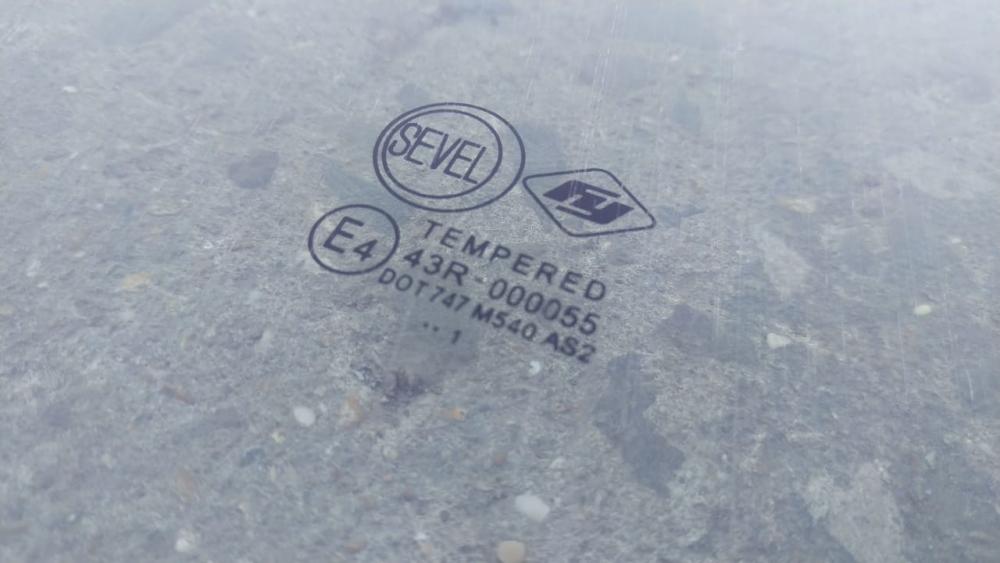 SEVEL
E4
TEMPERED
43R-000055
DOT747 M540 AS2
.. 1